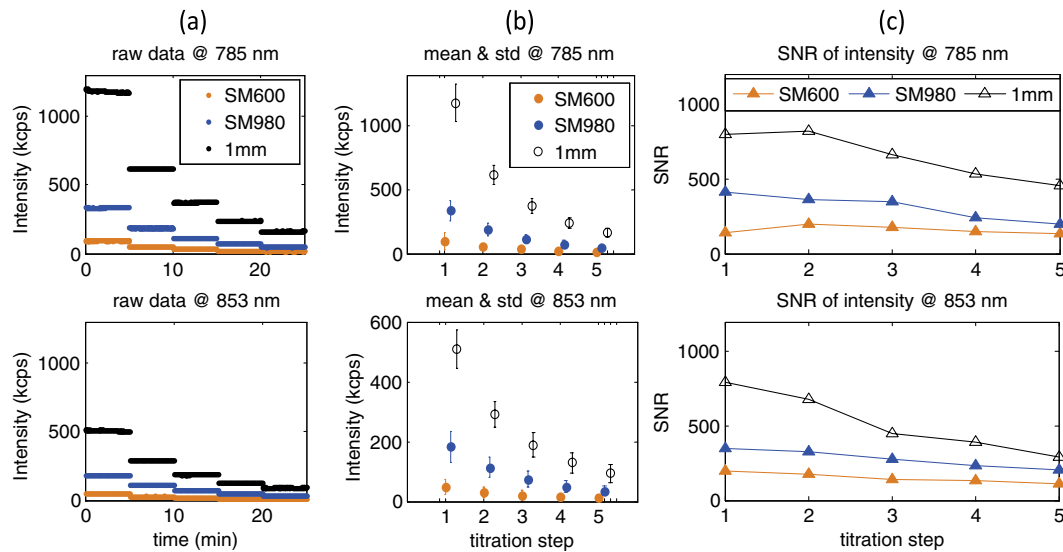 (a)
(b)
(c)
raw data @ 785 nm
mean & std @ 785 nm
SNR of intensity @ 785 nm
Intensity (kcps)
1000
500
0
0
10
20
SM600
SM980
1mm
Intensity (kcps)
1000
500
0
1
2
3
4
5
SM600
SM980
1mm
SNR
1000
500
0
1
2
3
4
5
SM600
SM980
1mm
raw data @ 853 nm
mean & std @ 853 nm
SNR of intensity @ 853 nm
Intensity (kcps)
1000
500
0
0
10
20
time (min)
Intensity (kcps)
600
400
200
0
1
2
3
4
5
titration step
SNR
1000
500
0
1
2
3
4
5
titration step